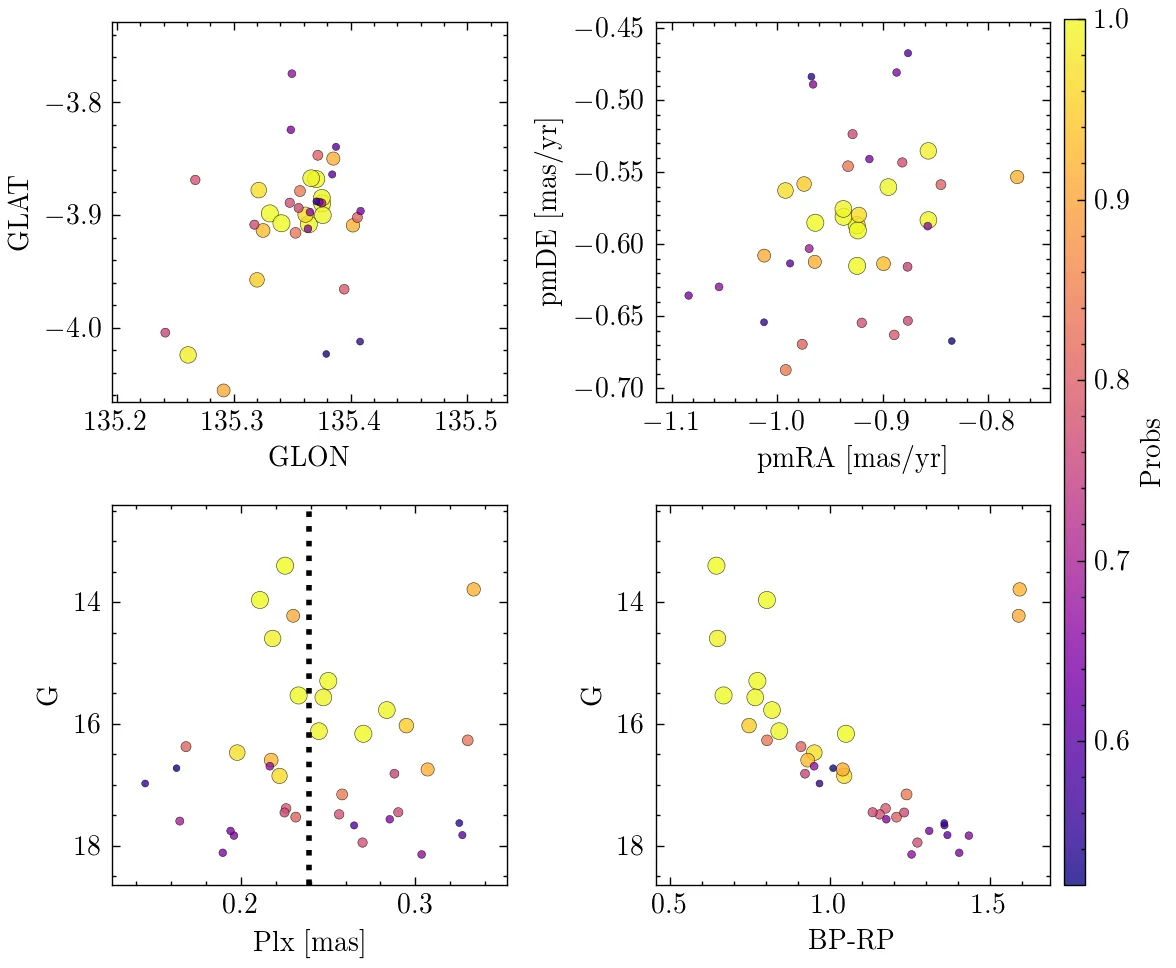 −3.8
−3.9
−4.0
GLAT
135.2 135.3 135.4 135.5
GLON
−0.45
−0.50
−0.55
−0.60
−0.65
−0.70
pmDE [mas/yr]
−1.1 −1.0 −0.9 −0.8
pmRA [mas/yr]
14
16
18
G
0.2 0.3
Plx [mas]
14
16
18
G
0.5 1.0 1.5
BP-RP
1.0
0.9
0.8
0.7
0.6
Probs